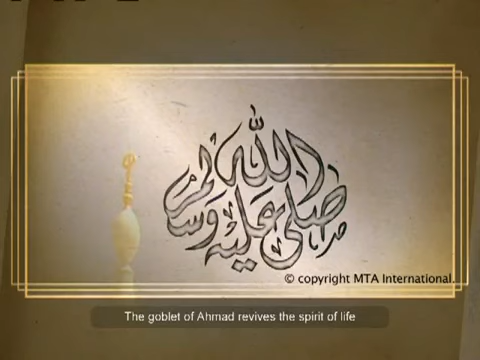 صلى الله عليه وسلم
© copyright MTA International.
The goblet of Ahmad revives the spirit of life